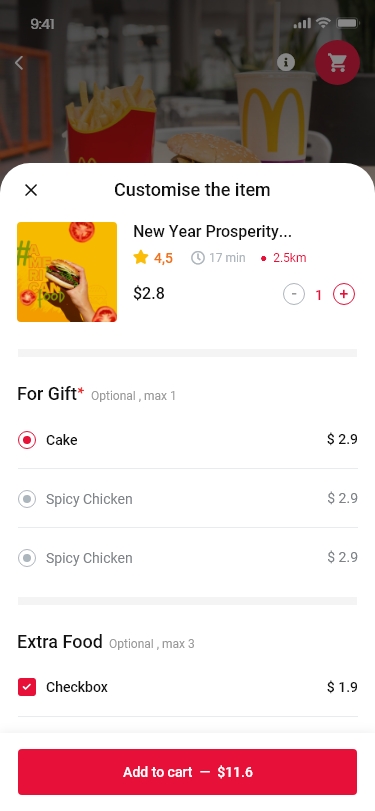 9:41
Customise the item
New Year Prosperity...
4,5 17 min 2.5km
$2.8
- 1 +
#AMERICAN
FOOD
For Gift* Optional , max 1
Cake $ 2.9
Spicy Chicken $ 2.9
Spicy Chicken $ 2.9
Extra Food Optional , max 3
Checkbox $ 1.9
Add to cart — $11.6